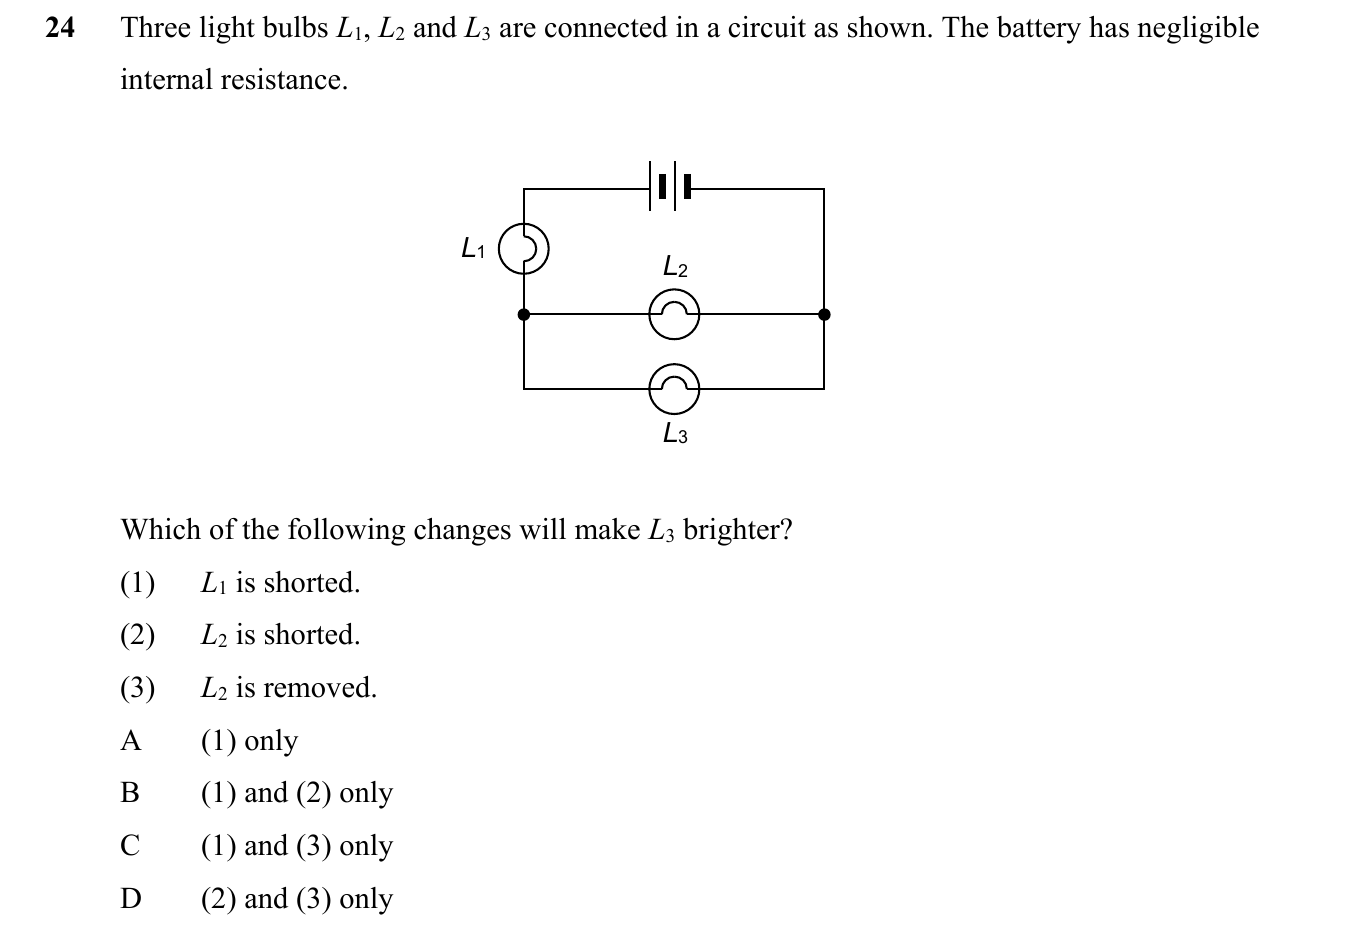 24 Three light bulbs L₁, L₂ and L₃ are connected in a circuit as shown. The battery has negligible
internal resistance.
L₁
L₂
L₃
Which of the following changes will make L₃ brighter?
(1) L₁ is shorted.
(2) L₂ is shorted.
(3) L₂ is removed.
A (1) only
B (1) and (2) only
C (1) and (3) only
D (2) and (3) only